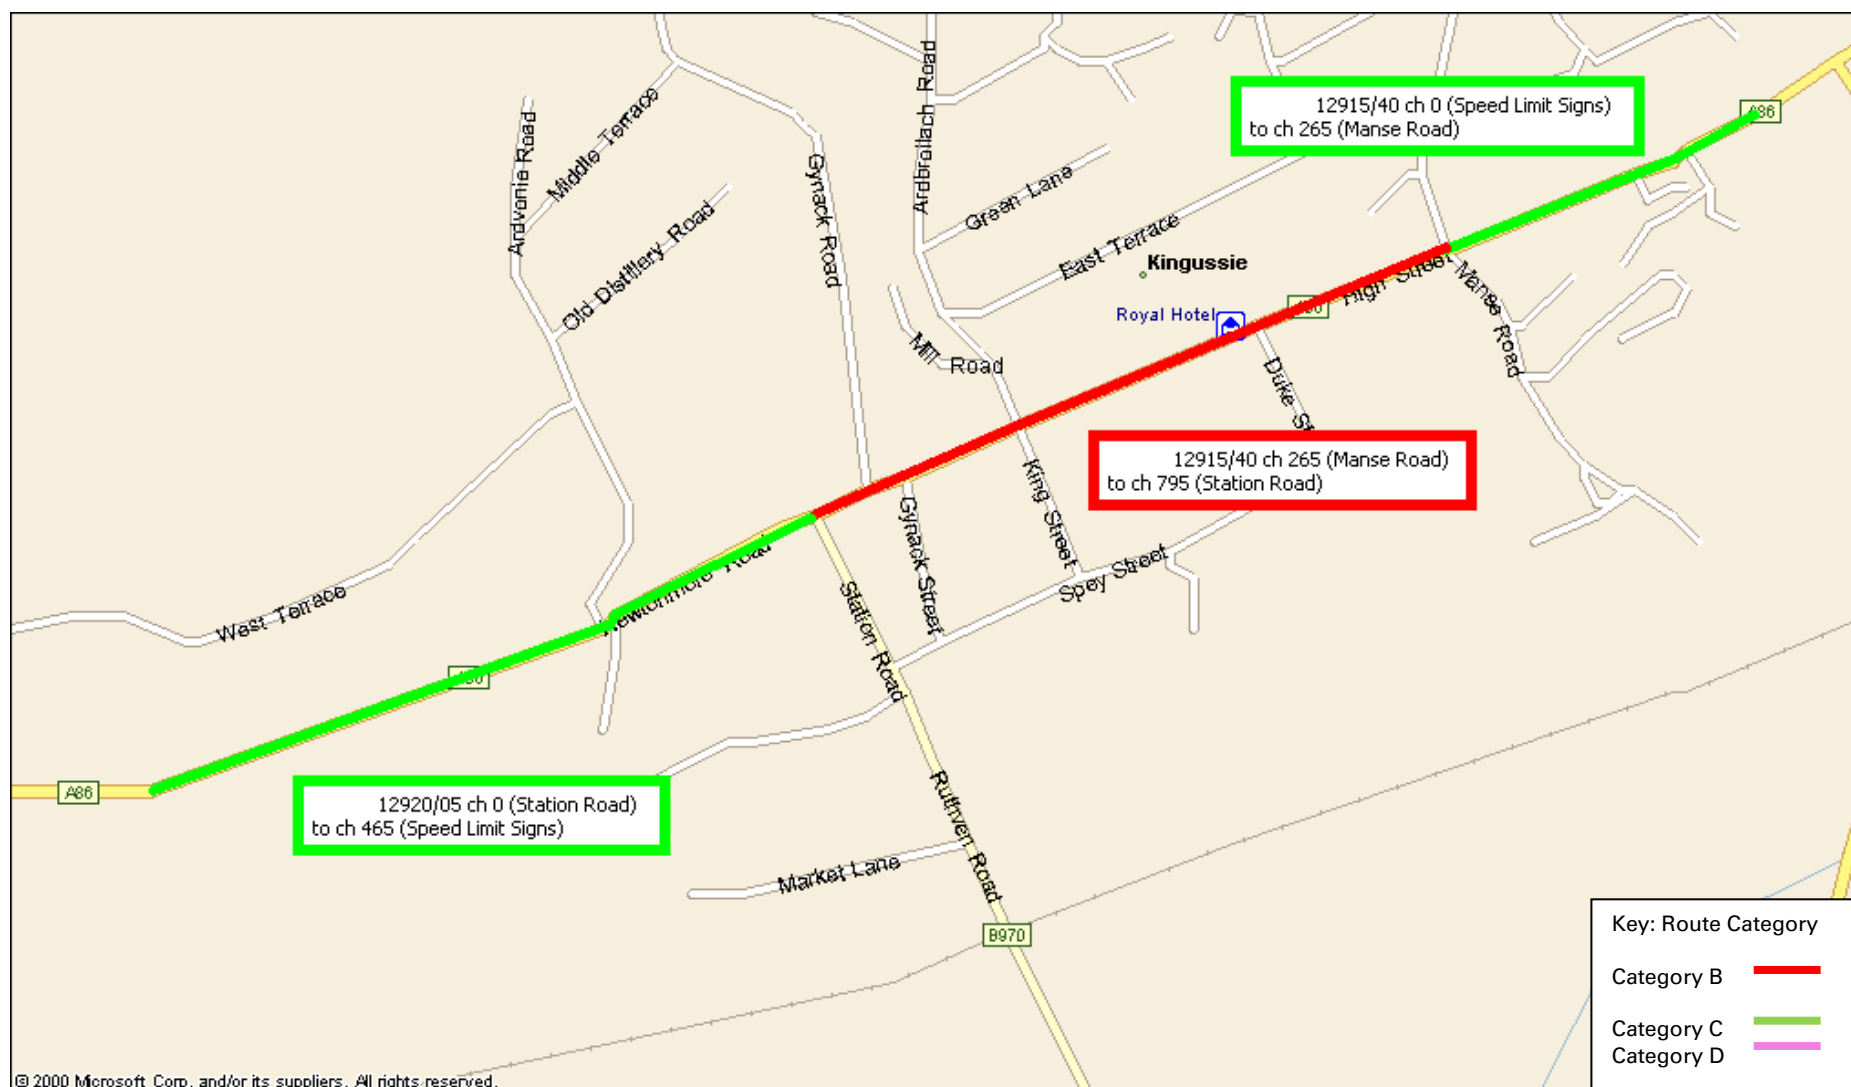 Ardbroilach Road
12915/40 ch 0 (Speed Limit Signs)
to ch 265 (Manse Road)
A86
Middle Terrace
Ardvonie Road
Gynack Road
Green Lane
Old Distillery Road
East Terrace
Kingussie
High Street
Manse Road
Royal Hotel
Mill Road
Duke St
12915/40 ch 265 (Manse Road)
to ch 795 (Station Road)
King Street
Gynack Street
Spey Street
Newtonmore Road
Station Road
West Terrace
A86
12920/05 ch 0 (Station Road)
to ch 465 (Speed Limit Signs)
Ruthven Road
Market Lane
B970
Key: Route Category
Category B
Category C
Category D
© 2000 Microsoft Corp. and/or its suppliers. All rights reserved.